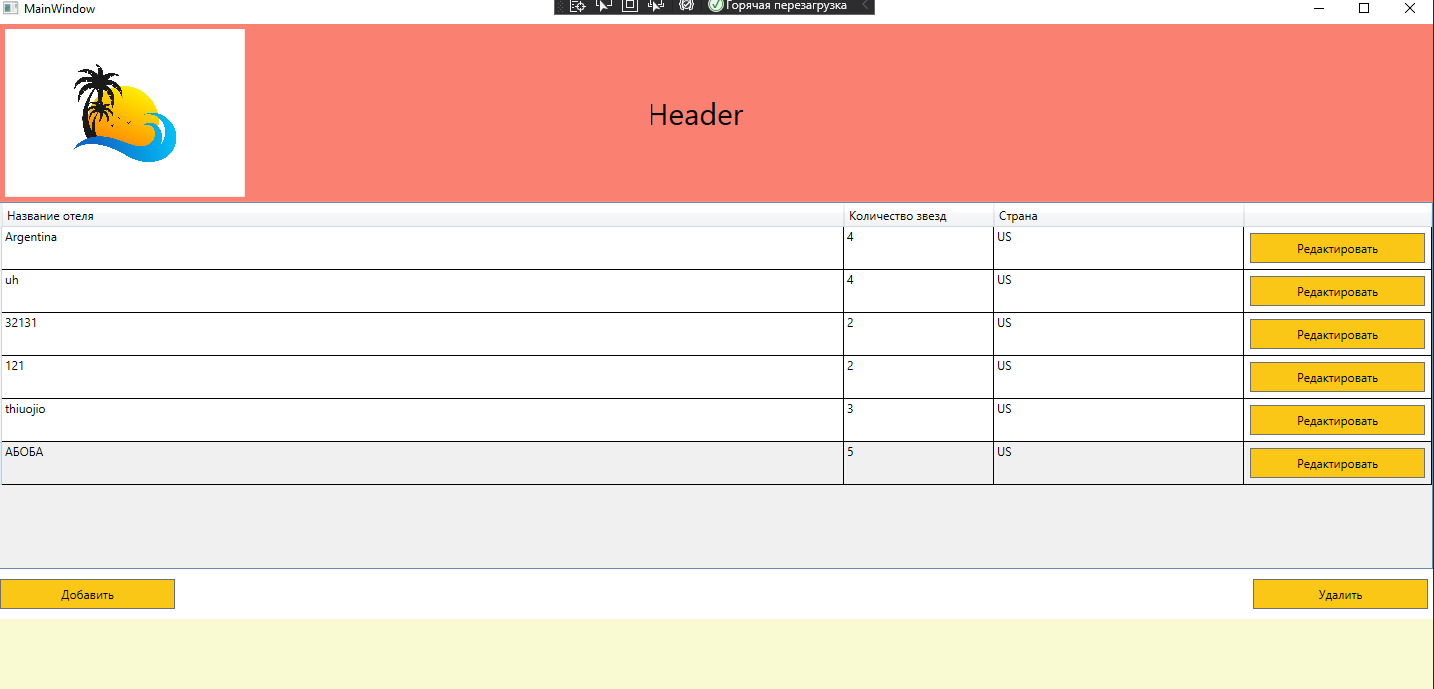 MainWindow
Горячая перезагрузка
Header
Название отеля Количество звезд Страна
Argentina 4 US Редактировать
uh 4 US Редактировать
32131 2 US Редактировать
121 2 US Редактировать
thiuojio 3 US Редактировать
АБОБА 5 US Редактировать
Добавить Удалить